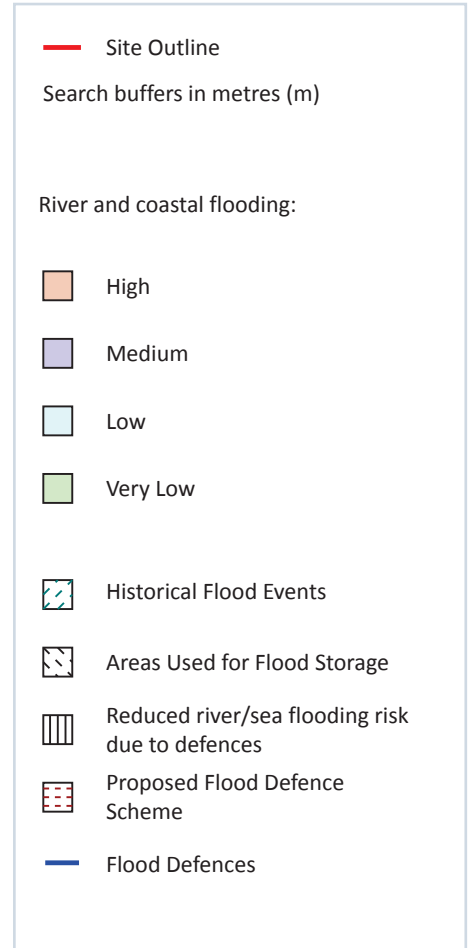 Site Outline
Search buffers in metres (m)
River and coastal flooding:
High
Medium
Low
Very Low
Historical Flood Events
Areas Used for Flood Storage
Reduced river/sea flooding risk
due to defences
Proposed Flood Defence
Scheme
Flood Defences